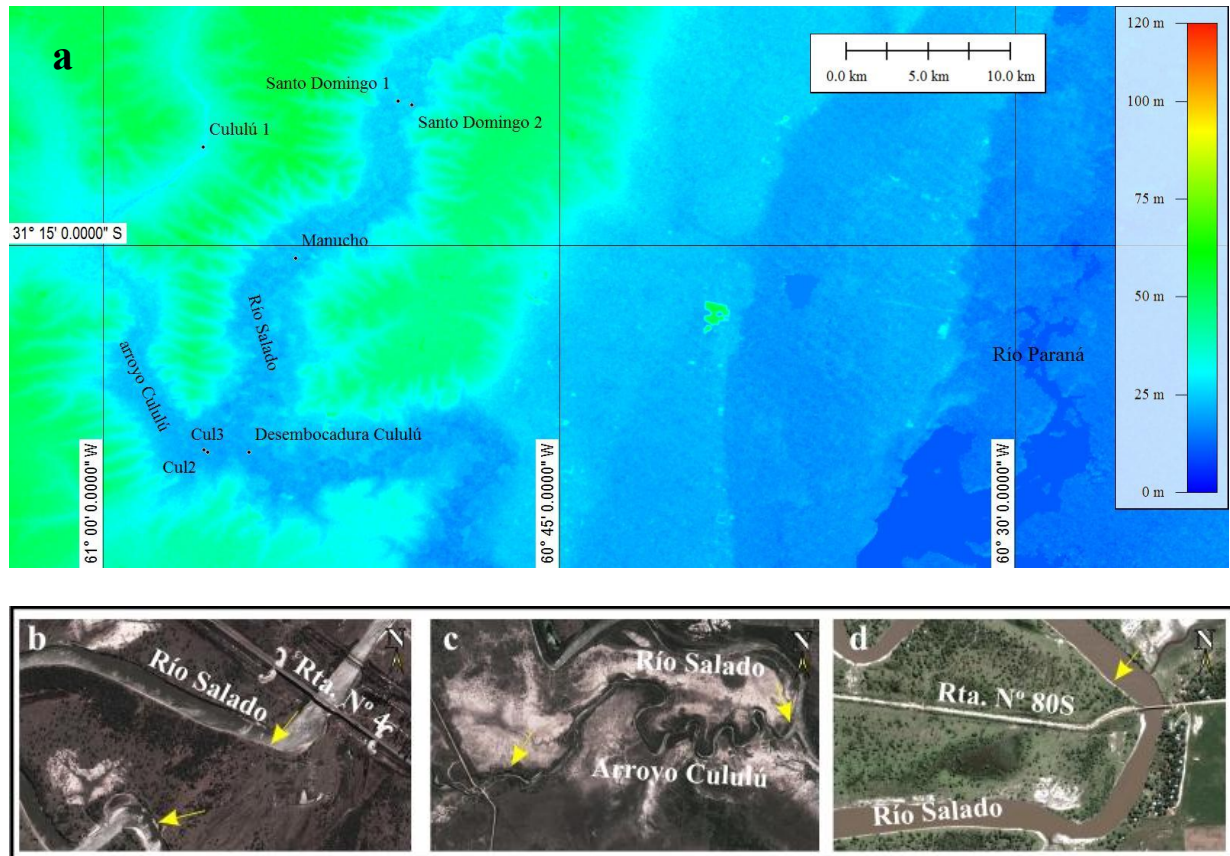 a
Santo Domingo 1
Santo Domingo 2
Cululú 1
31° 15' 0.0000" S
Manucho
Río Salado
arroyo Cululú
Cul3
Cul2
Desembocadura Cululú
Río Paraná
61° 00' 0.0000" W
60° 45' 0.0000" W
60° 30' 0.0000" W
0.0 km 5.0 km 10.0 km
120 m
100 m
75 m
50 m
25 m
0 m
b
Río Salado
Rta. Nº 4
N
c
Río Salado
Arroyo Cululú
N
d
Rta. Nº 80S
Río Salado
N